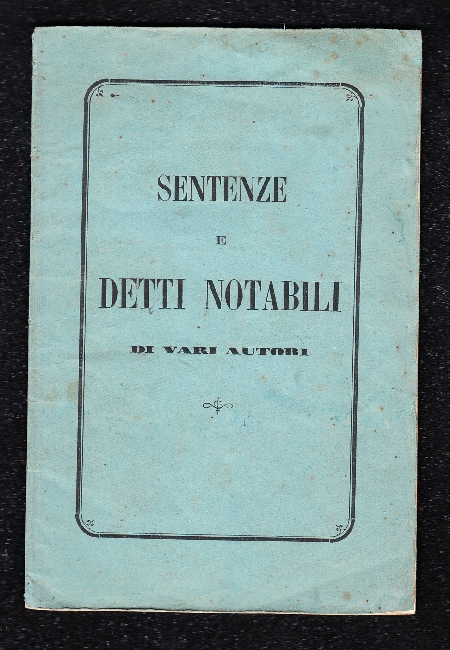 SENTENZE
E
DETTI NOTABILI
DI VARI AUTORI